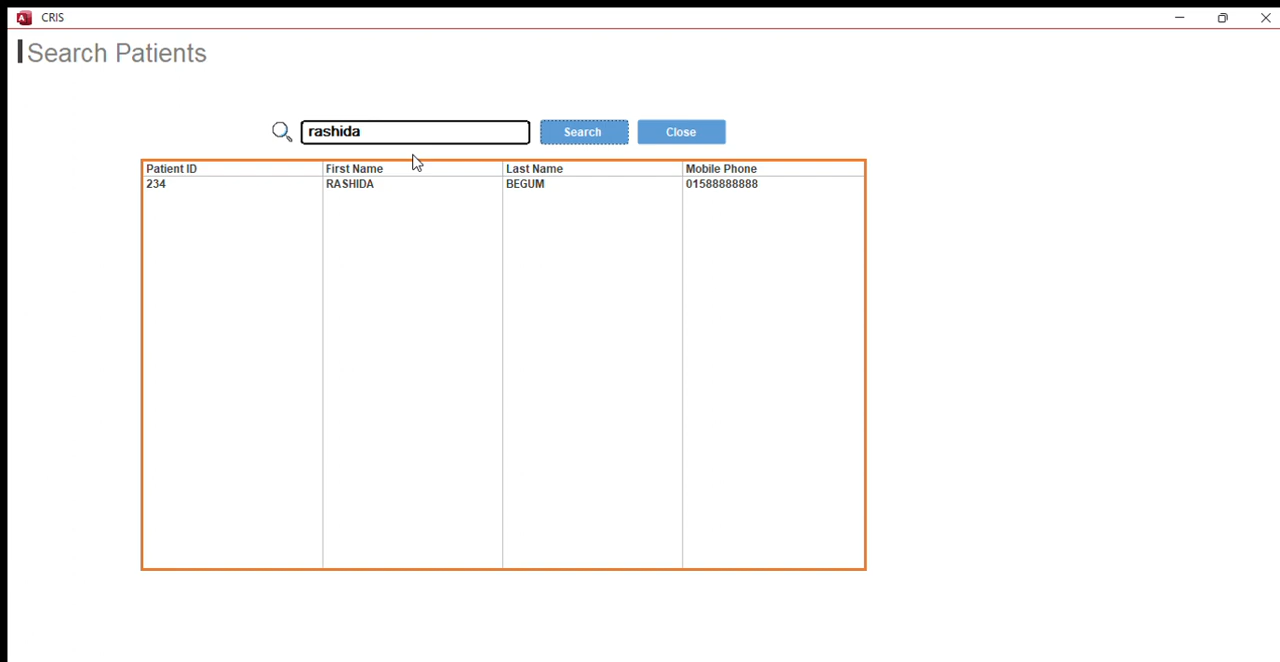 CRIS
Search Patients
rashida Search Close
Patient ID First Name Last Name Mobile Phone
234 RASHIDA BEGUM 01588888888